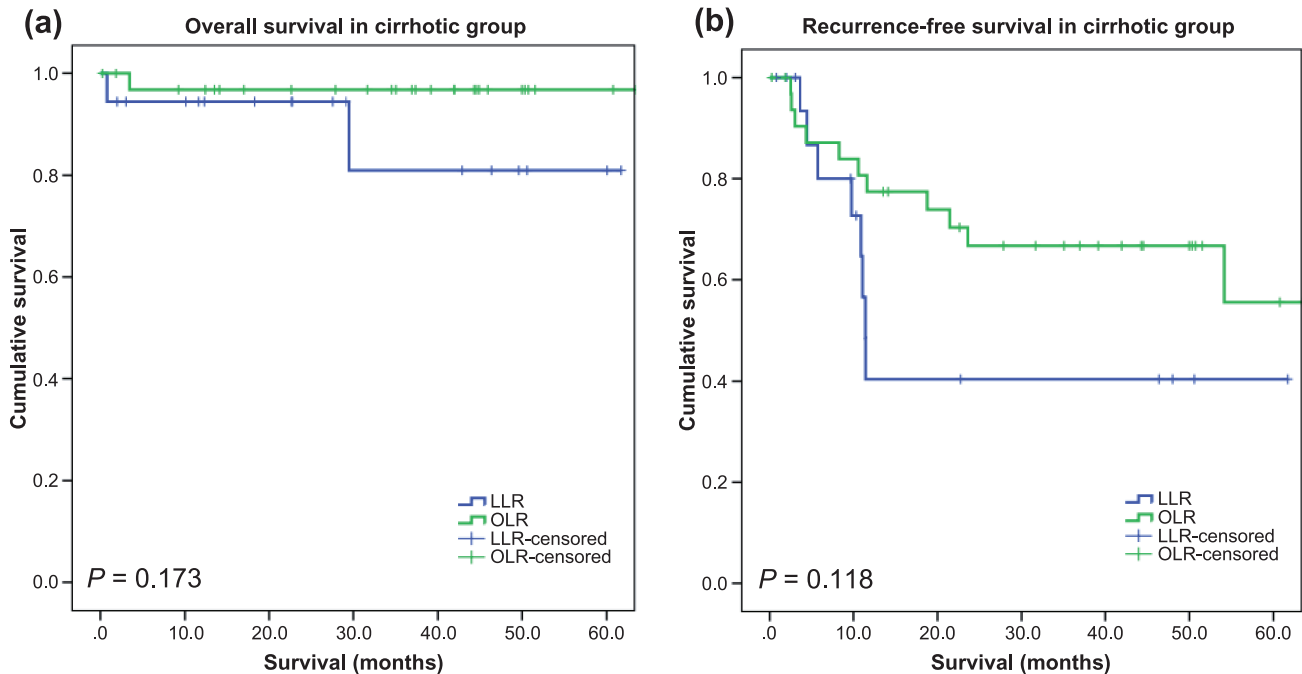 (a)
Overall survival in cirrhotic group
Cumulative survival
1.0
0.8
0.6
0.4
0.2
0.0
LLR
OLR
LLR-censored
OLR-censored
P = 0.173
.0 10.0 20.0 30.0 40.0 50.0 60.0
Survival (months)
(b)
Recurrence-free survival in cirrhotic group
Cumulative survival
1.0
0.8
0.6
0.4
0.2
0.0
LLR
OLR
LLR-censored
OLR-censored
P = 0.118
.0 10.0 20.0 30.0 40.0 50.0 60.0
Survival (months)